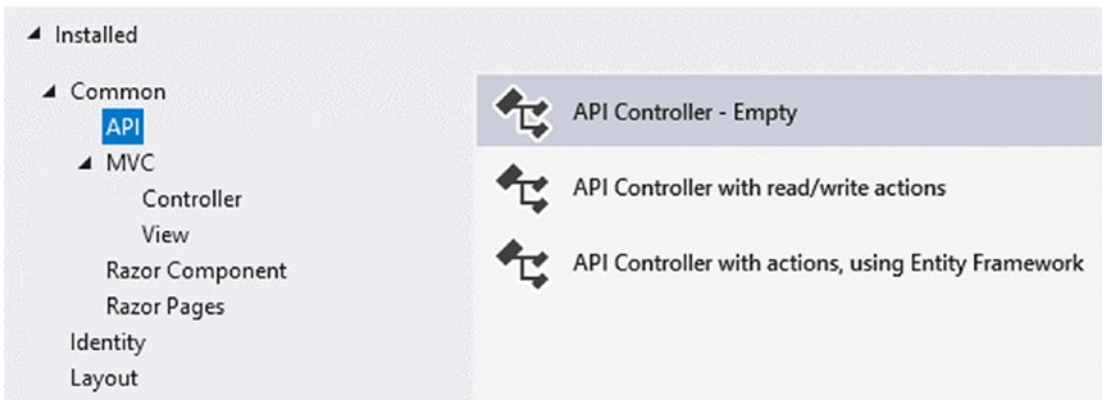 Installed
Common
API
MVC
Controller
View
Razor Component
Razor Pages
Identity
Layout
API Controller - Empty
API Controller with read/write actions
API Controller with actions, using Entity Framework